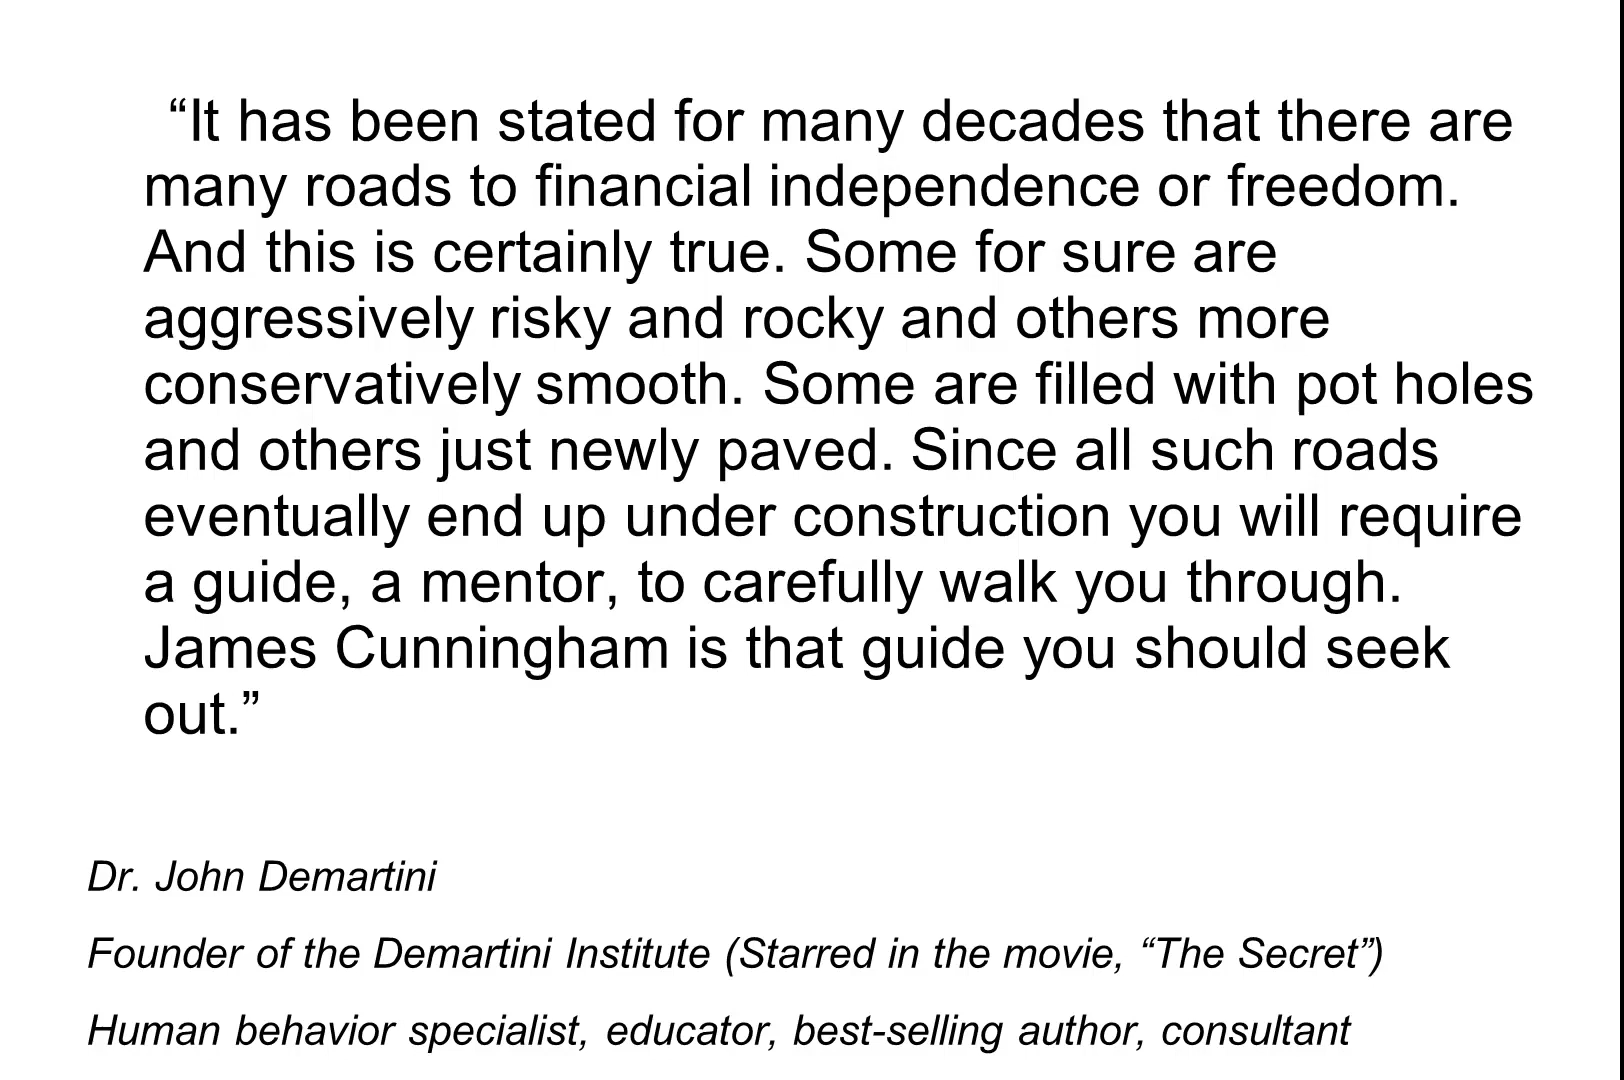 “It has been stated for many decades that there are
many roads to financial independence or freedom.
And this is certainly true. Some for sure are
aggressively risky and rocky and others more
conservatively smooth. Some are filled with pot holes
and others just newly paved. Since all such roads
eventually end up under construction you will require
a guide, a mentor, to carefully walk you through.
James Cunningham is that guide you should seek
out.”
Dr. John Demartini
Founder of the Demartini Institute (Starred in the movie, “The Secret”)
Human behavior specialist, educator, best-selling author, consultant